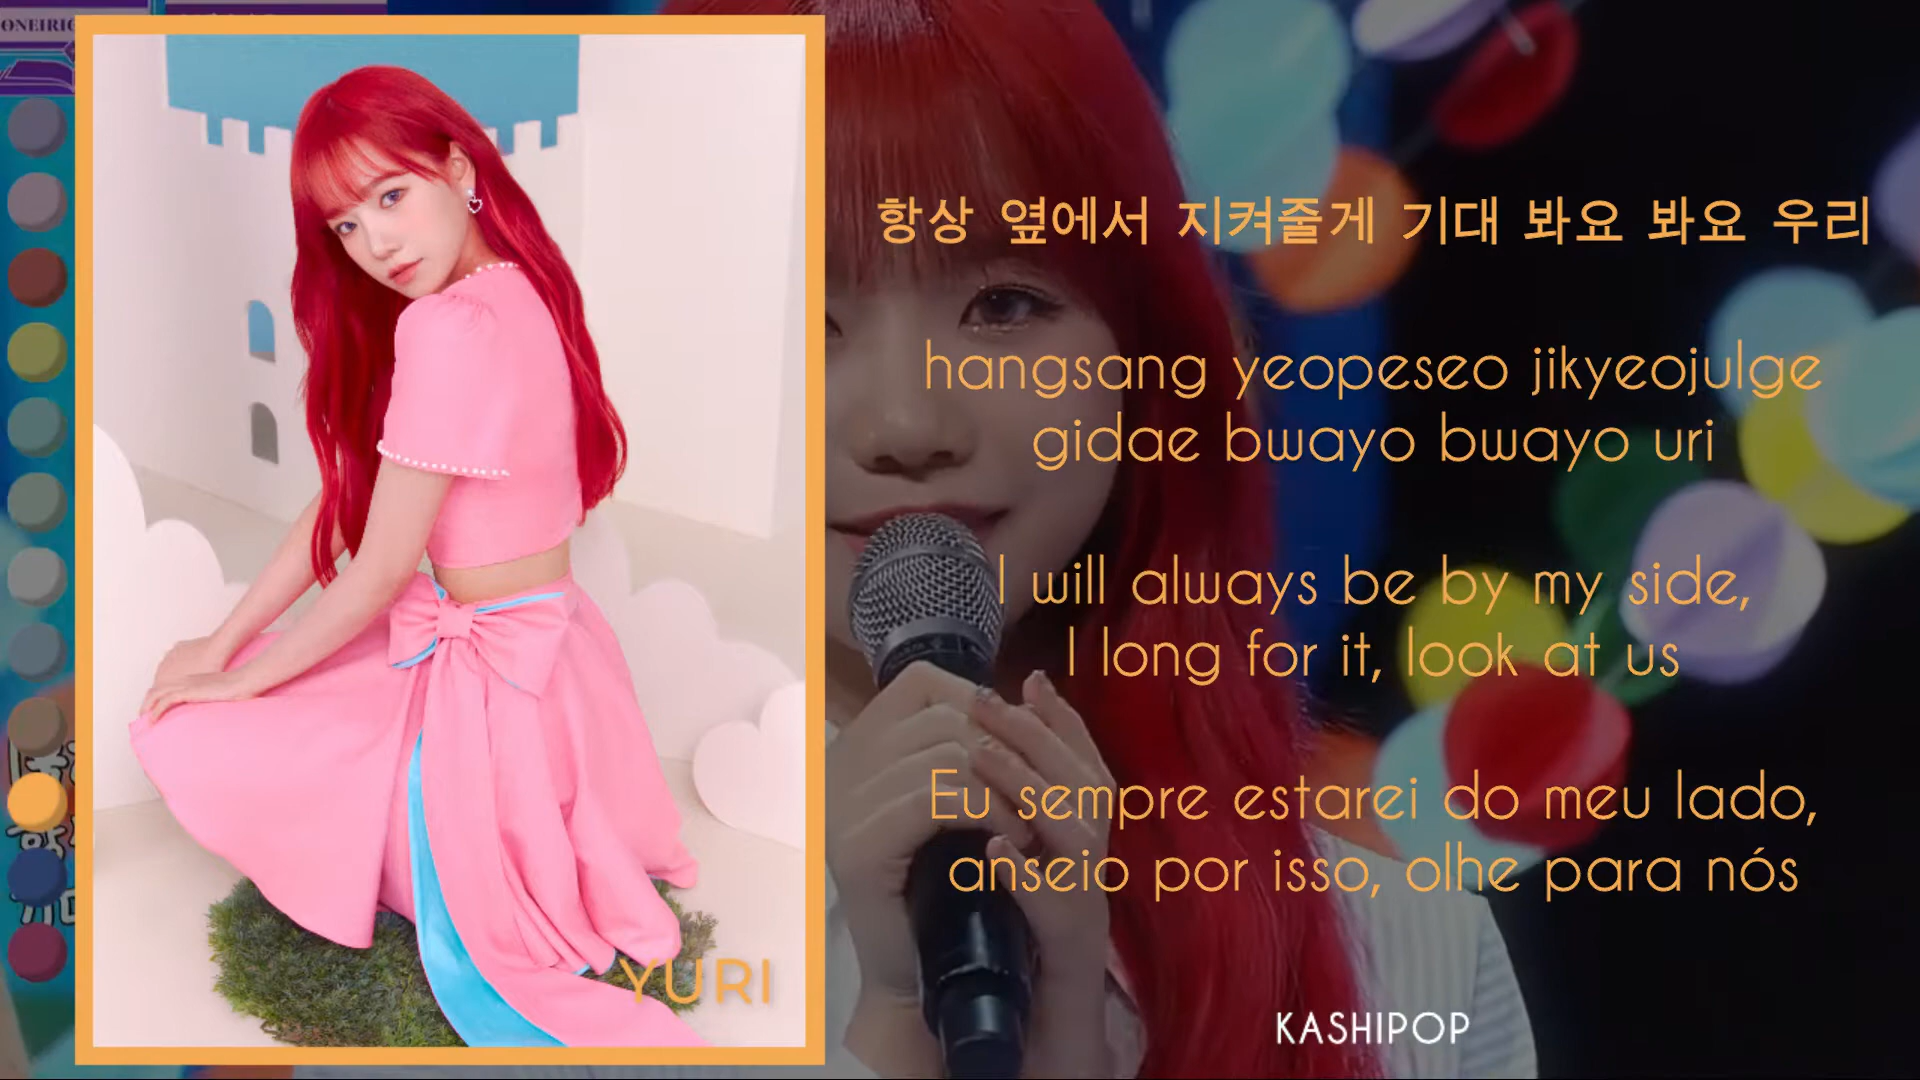 ONEIRIC
항상 옆에서 지켜줄게 기대 봐요 봐요 우리
hangsang yeopeseo jikyeojulge
gidae bwayo bwayo uri
I will always be by my side,
I long for it, look at us
Eu sempre estarei do meu lado,
anseio por isso, olhe para nós
YURI
KASHIPOP